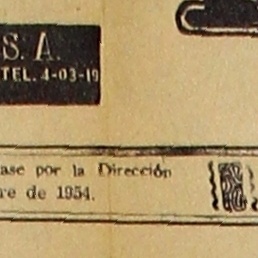 S. A.
TEL. 4-03-19
ase por la Dirección
re de 1954.